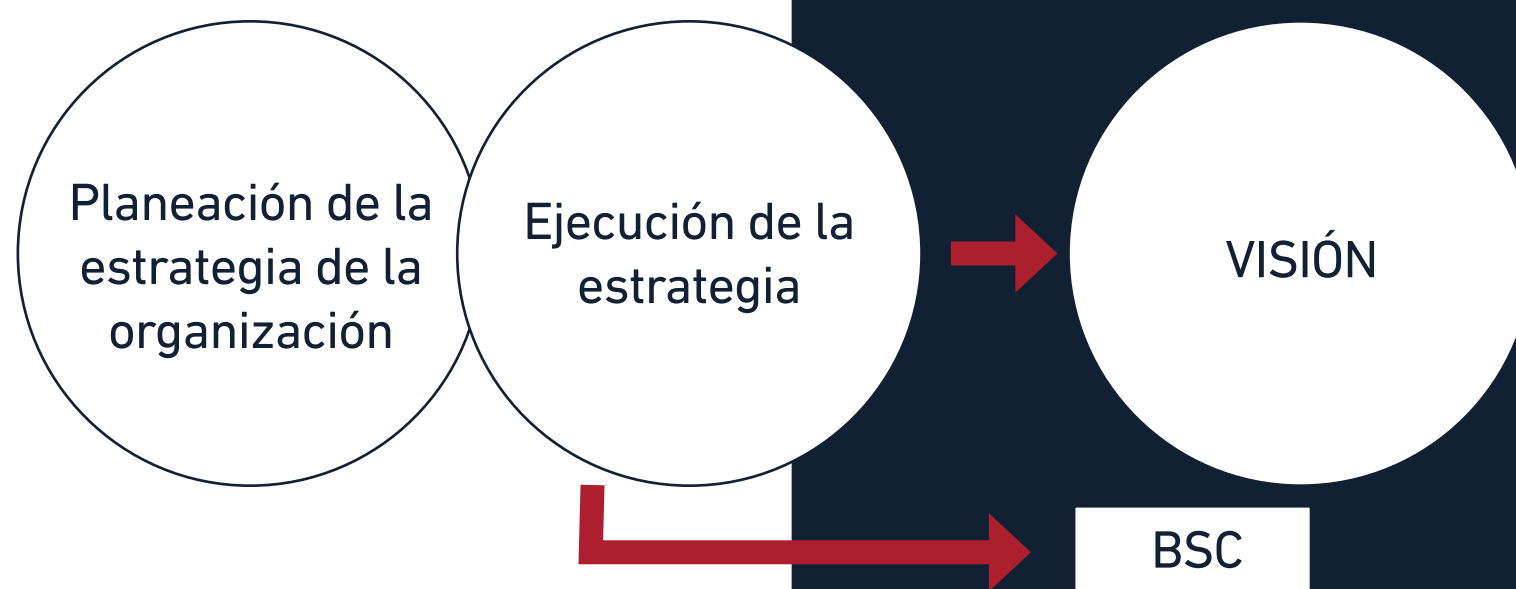 Planeación de la
estrategia de la
organización
Ejecución de la
estrategia
VISIÓN
BSC